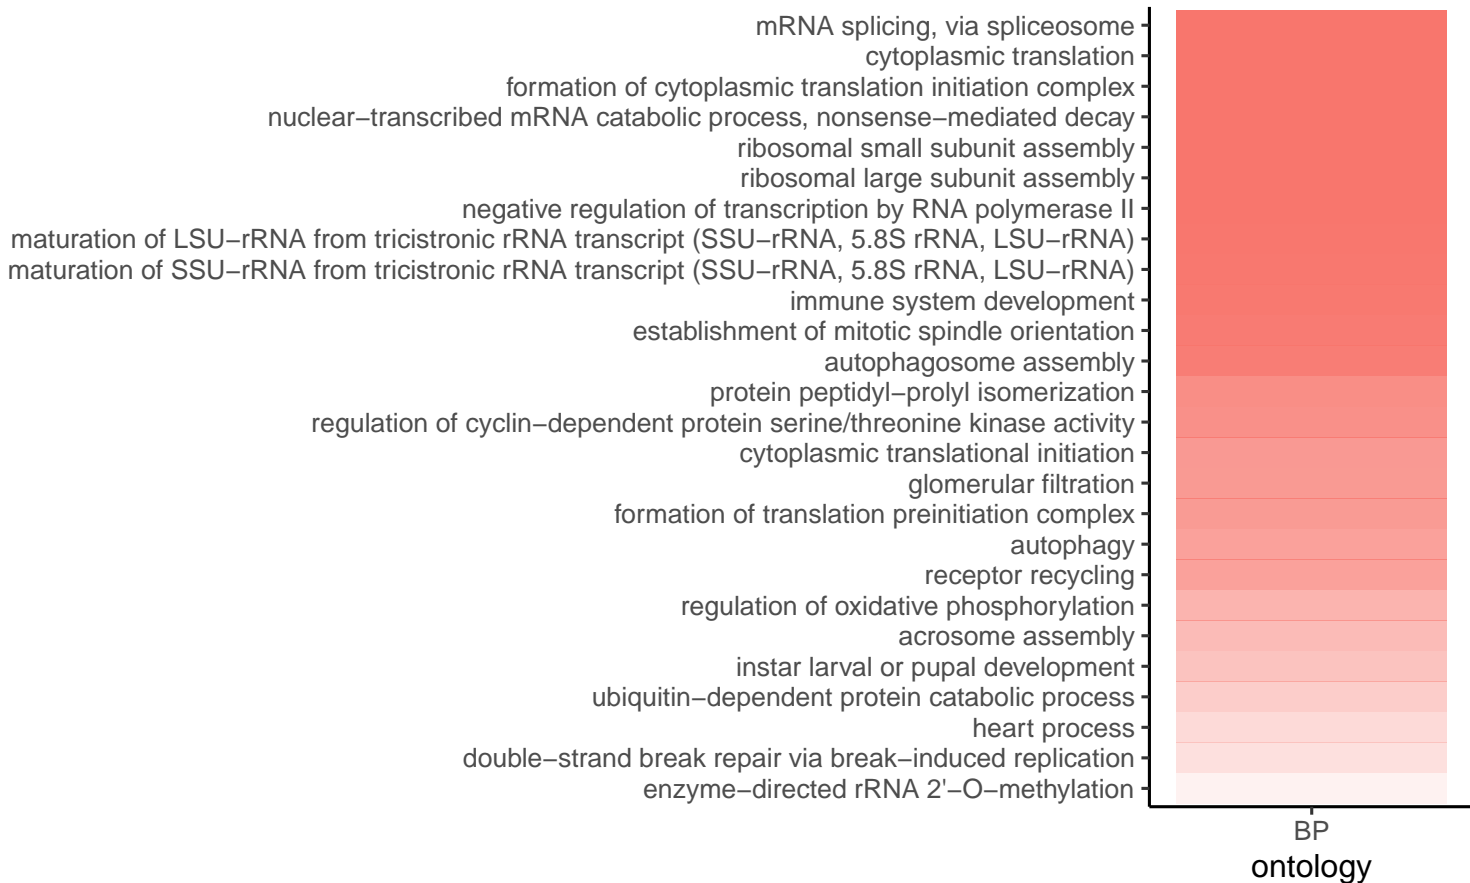 mRNA splicing, via spliceosome
cytoplasmic translation
formation of cytoplasmic translation initiation complex
nuclear−transcribed mRNA catabolic process, nonsense−mediated decay
ribosomal small subunit assembly
ribosomal large subunit assembly
negative regulation of transcription by RNA polymerase II
maturation of LSU−rRNA from tricistronic rRNA transcript (SSU−rRNA, 5.8S rRNA, LSU−rRNA)
maturation of SSU−rRNA from tricistronic rRNA transcript (SSU−rRNA, 5.8S rRNA, LSU−rRNA)
immune system development
establishment of mitotic spindle orientation
autophagosome assembly
protein peptidyl−prolyl isomerization
regulation of cyclin−dependent protein serine/threonine kinase activity
cytoplasmic translational initiation
glomerular filtration
formation of translation preinitiation complex
autophagy
receptor recycling
regulation of oxidative phosphorylation
acrosome assembly
instar larval or pupal development
ubiquitin−dependent protein catabolic process
heart process
double−strand break repair via break−induced replication
enzyme−directed rRNA 2'−O−methylation
BP
ontology